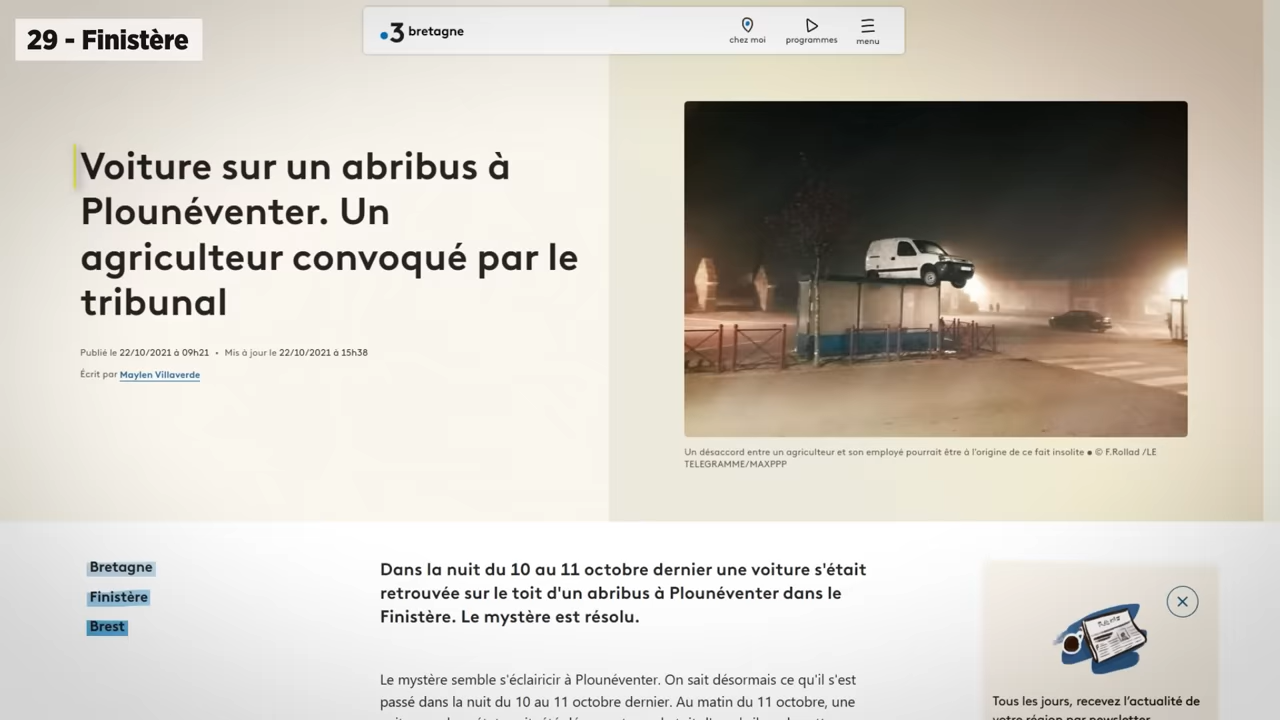 29 - Finistère
3 bretagne
chez moi
programmes
menu
Voiture sur un abribus à
Plounéventer. Un
agriculteur convoqué par le
tribunal
Publié le 22/10/2021 à 09h21 • Mis à jour le 22/10/2021 à 15h38
Écrit par Maylen Villaverde
Un désaccord entre un agriculteur et son employé pourrait être à l'origine de ce fait insolite • © F.Rollad /LE
TELEGRAMME/MAXPPP
Bretagne
Finistère
Brest
Dans la nuit du 10 au 11 octobre dernier une voiture s'était
retrouvée sur le toit d'un abribus à Plounéventer dans le
Finistère. Le mystère est résolu.
Le mystère semble s'éclairicir à Plounéventer. On sait désormais ce qu'il s'est
passé dans la nuit du 10 au 11 octobre dernier. Au matin du 11 octobre, une
Tous les jours, recevez l'actualité de
votre région par newsletter